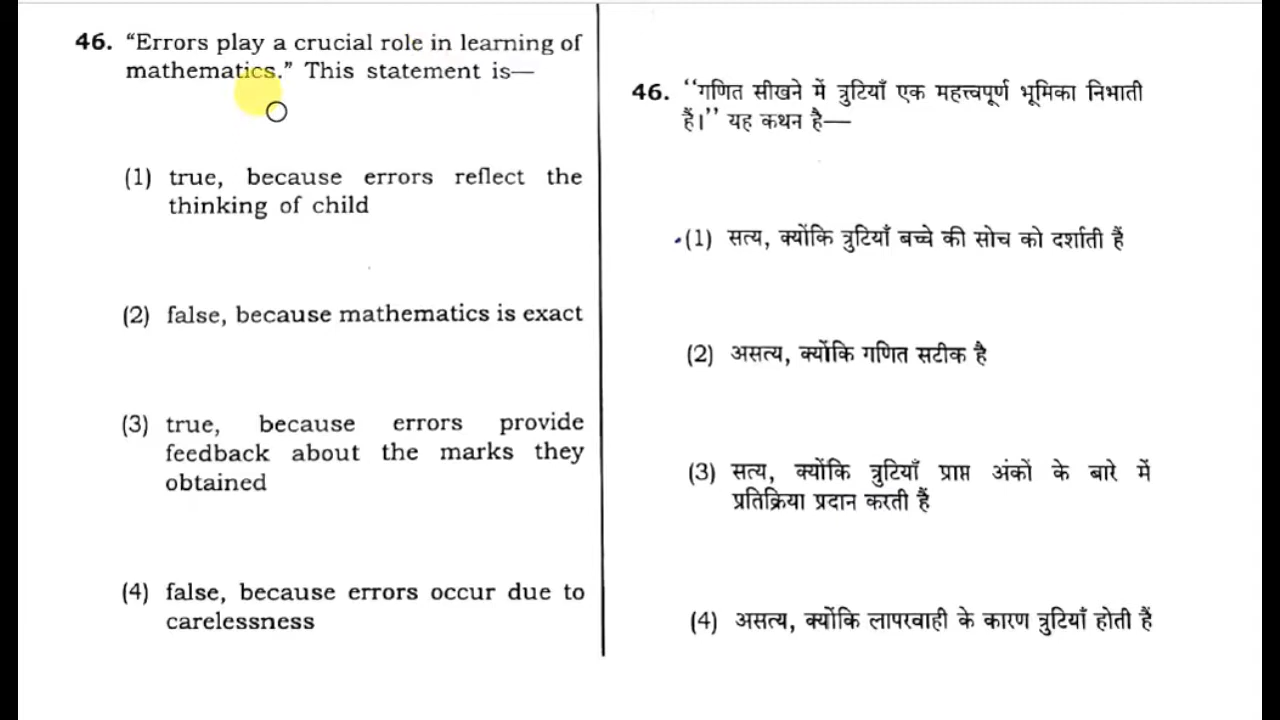 46. “Errors play a crucial role in learning of
mathematics.” This statement is—
(1) true, because errors reflect the
thinking of child
(2) false, because mathematics is exact
(3) true, because errors provide
feedback about the marks they
obtained
(4) false, because errors occur due to
carelessness
46. ‘‘गणित सीखने में त्रुटियाँ एक महत्त्वपूर्ण भूमिका निभाती
हैं।’’ यह कथन है—
(1) सत्य, क्योंकि त्रुटियाँ बच्चे की सोच को दर्शाती हैं
(2) असत्य, क्योंकि गणित सटीक है
(3) सत्य, क्योंकि त्रुटियाँ प्राप्त अंकों के बारे में
प्रतिक्रिया प्रदान करती हैं
(4) असत्य, क्योंकि लापरवाही के कारण त्रुटियाँ होती हैं